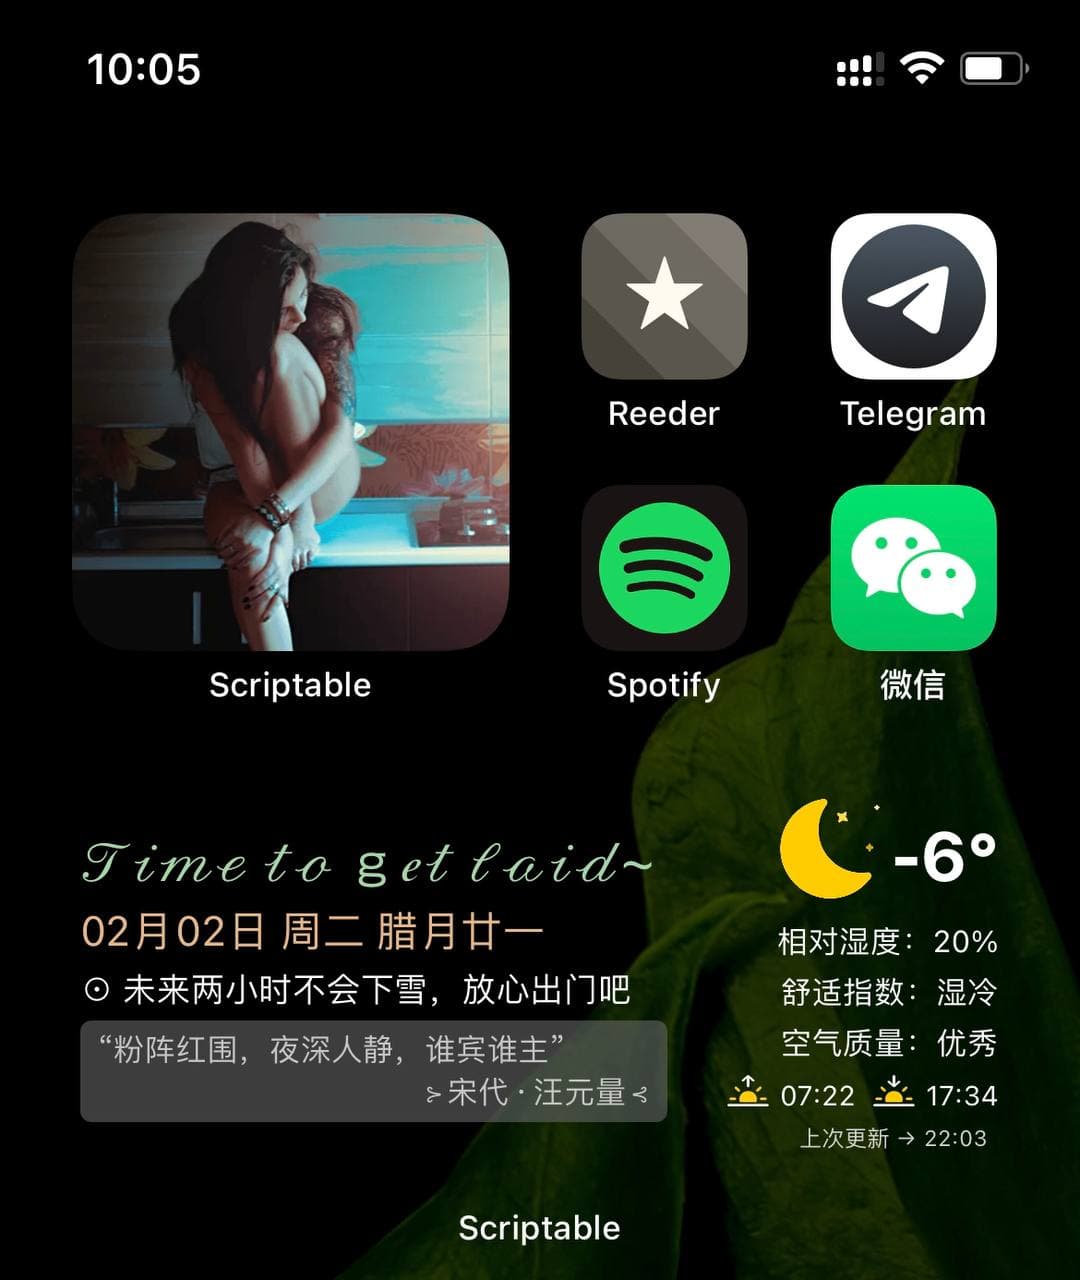 10:05
Reeder
Telegram
Scriptable
Spotify
微信
𝒯𝒾𝓂ℯ 𝓉ℴ ℊℯ𝓉 𝓁𝒶𝒾𝒹~
02月02日 周二 腊月廿一
⊙ 未来两小时不会下雪，放心出门吧
“粉阵红围，夜深人静，谁宾谁主”
⊱宋代·汪元量⊰
-6°
相对湿度：20%
舒适指数：湿冷
空气质量：优秀
07:22 17:34
上次更新 → 22:03
Scriptable